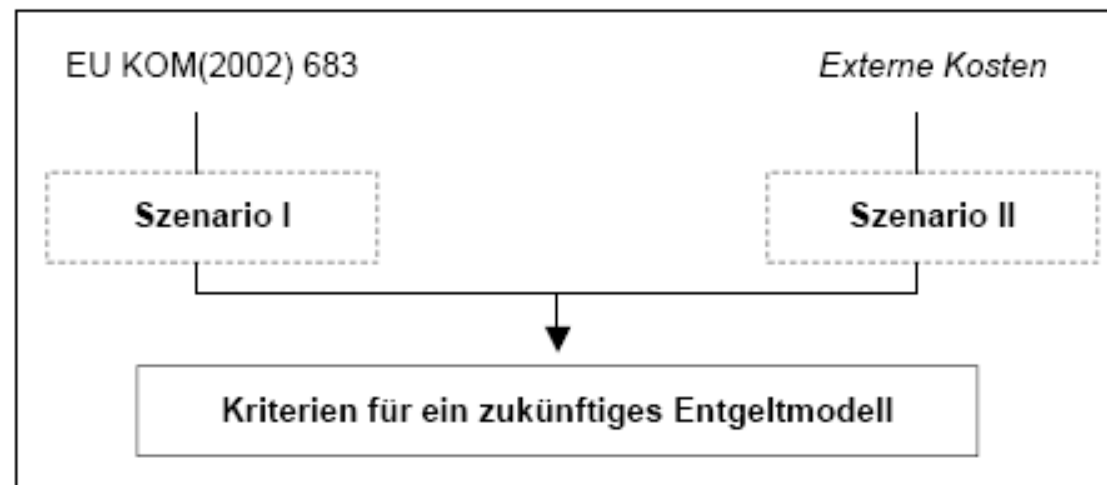 EU KOM(2002) 683
Externe Kosten
Szenario I
Szenario II
Kriterien für ein zukünftiges Entgeltmodell